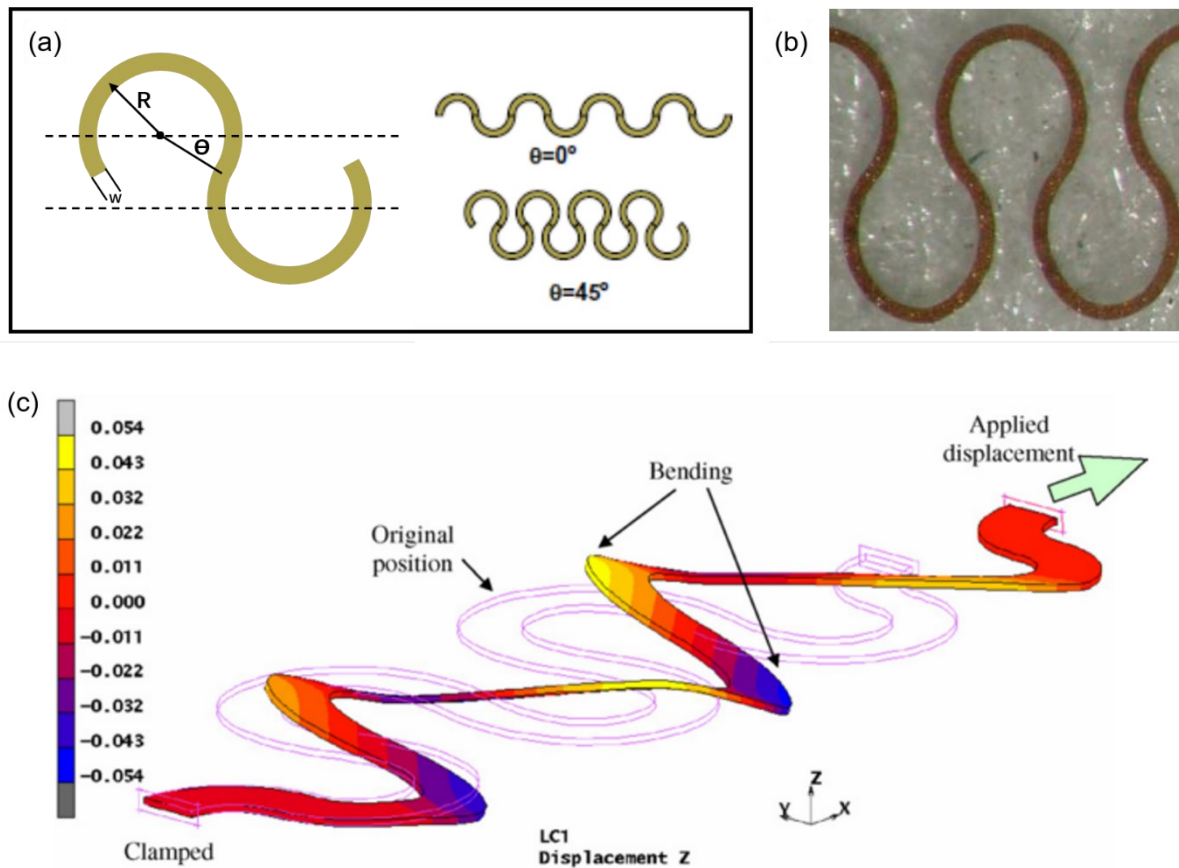 (a)
R
Ɵ
w
θ=0°
θ=45°
(b)
(c)
0.054
0.043
0.032
0.022
0.011
0.000
−0.011
−0.022
−0.032
−0.043
−0.054
Original
position
Bending
Applied
displacement
Clamped
Z
Y
X
LC1
Displacement Z